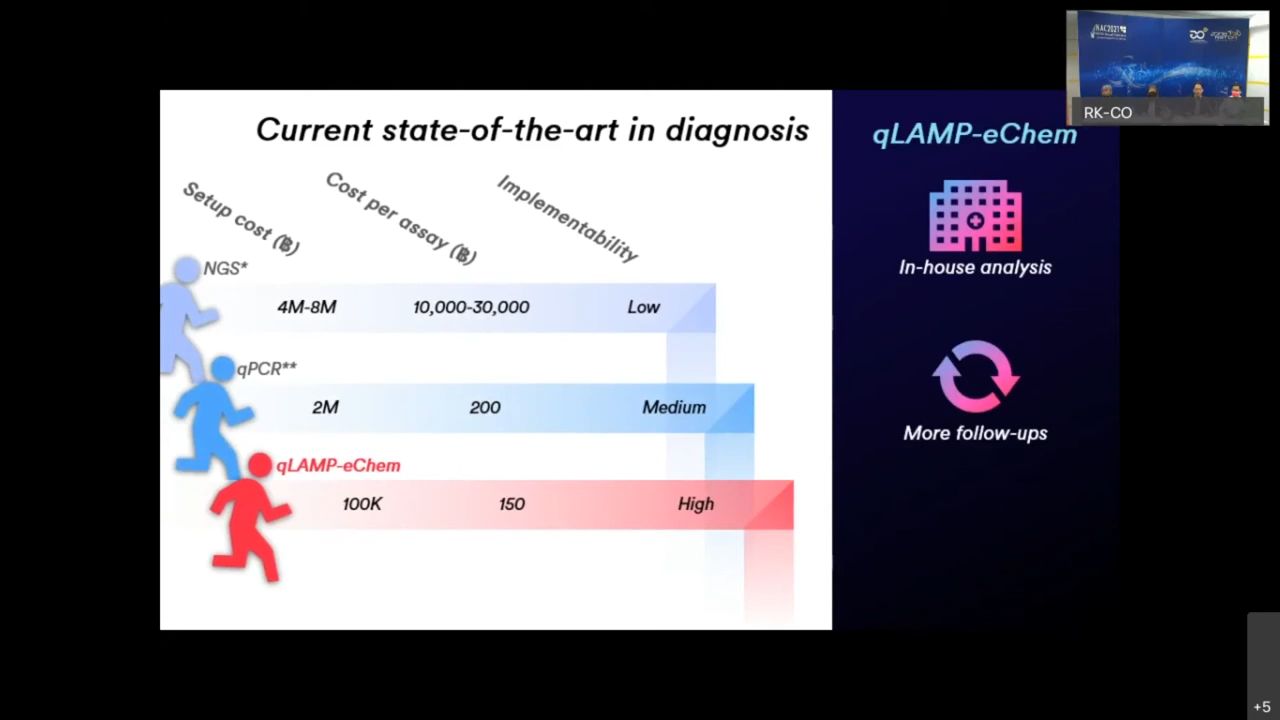 Current state-of-the-art in diagnosis
Setup cost (฿)
Cost per assay (฿)
Implementability
NGS*
4M-8M
10,000-30,000
Low
qPCR**
2M
200
Medium
qLAMP-eChem
100K
150
High
qLAMP-eChem
In-house analysis
More follow-ups
NAC2021
RK-CO
+5